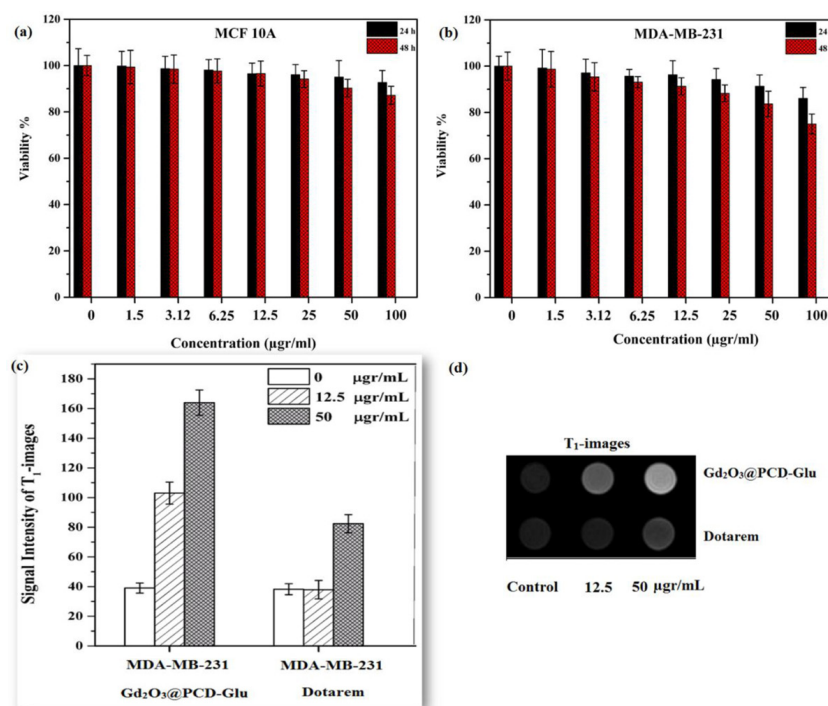 (a)
MCF 10A
24 h
48 h
120
100
80
60
40
20
0
Viability %
0 1.5 3.12 6.25 12.5 25 50 100
Concentration (µgr/ml)
(b)
MDA-MB-231
24
48
120
100
80
60
40
20
0
Viability %
0 1.5 3.12 6.25 12.5 25 50 100
Concentration (µgr/ml)
(c)
0 µgr/mL
12.5 µgr/mL
50 µgr/mL
180
160
140
120
100
80
60
40
20
0
Signal Intensity of T1-images
MDA-MB-231 MDA-MB-231
Gd2O3@PCD-Glu Dotarem
(d)
T1-images
Gd2O3@PCD-Glu
Dotarem
Control 12.5 50 µgr/mL